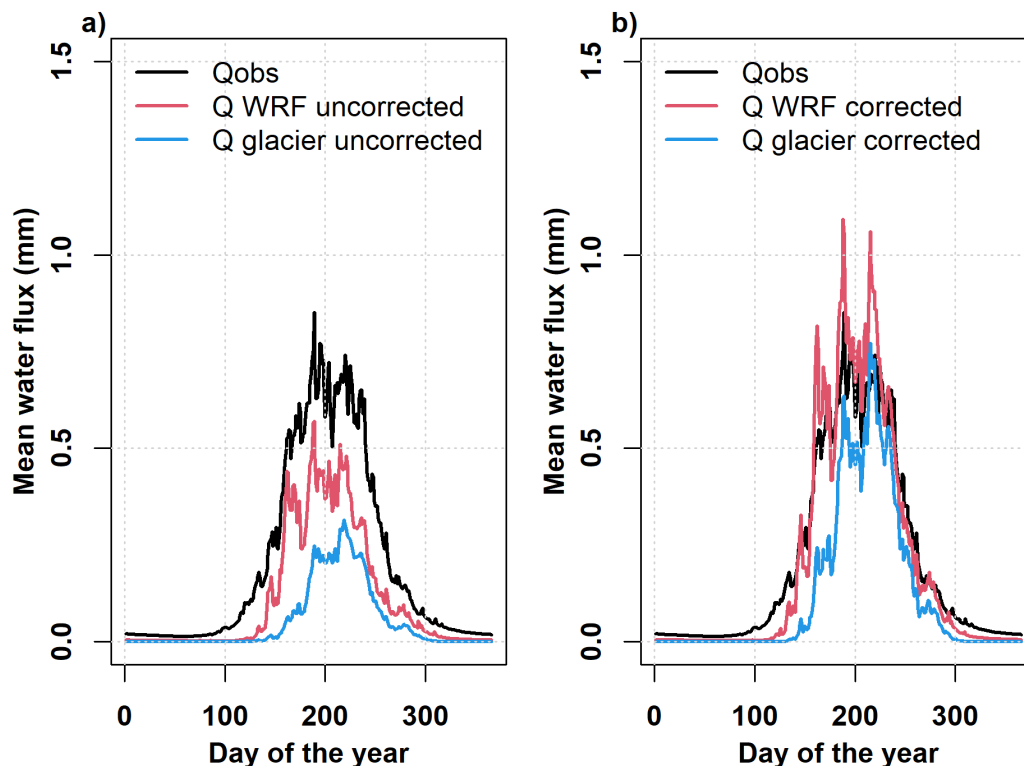 a)
Mean water flux (mm)
1.5
1.0
0.5
0.0
Qobs
Q WRF uncorrected
Q glacier uncorrected
0 100 200 300
Day of the year
b)
Mean water flux (mm)
1.5
1.0
0.5
0.0
Qobs
Q WRF corrected
Q glacier corrected
0 100 200 300
Day of the year